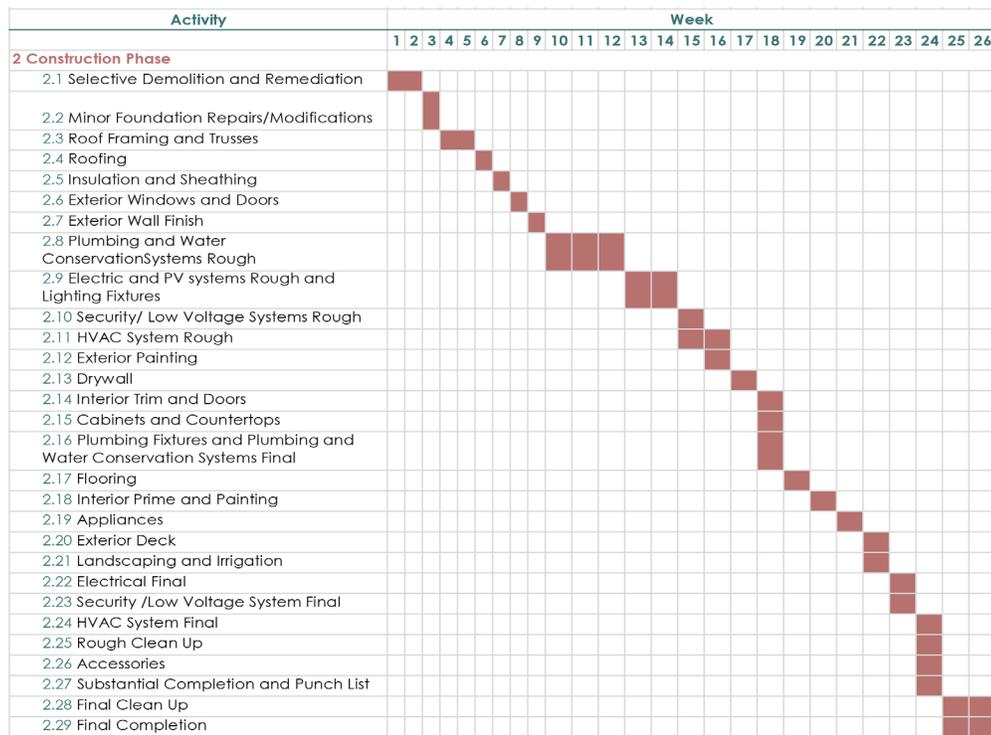 Activity Week
1 2 3 4 5 6 7 8 9 10 11 12 13 14 15 16 17 18 19 20 21 22 23 24 25 26
2 Construction Phase
2.1 Selective Demolition and Remediation
2.2 Minor Foundation Repairs/Modifications
2.3 Roof Framing and Trusses
2.4 Roofing
2.5 Insulation and Sheathing
2.6 Exterior Windows and Doors
2.7 Exterior Wall Finish
2.8 Plumbing and Water
ConservationSystems Rough
2.9 Electric and PV systems Rough and
Lighting Fixtures
2.10 Security/ Low Voltage Systems Rough
2.11 HVAC System Rough
2.12 Exterior Painting
2.13 Drywall
2.14 Interior Trim and Doors
2.15 Cabinets and Countertops
2.16 Plumbing Fixtures and Plumbing and
Water Conservation Systems Final
2.17 Flooring
2.18 Interior Prime and Painting
2.19 Appliances
2.20 Exterior Deck
2.21 Landscaping and Irrigation
2.22 Electrical Final
2.23 Security /Low Voltage System Final
2.24 HVAC System Final
2.25 Rough Clean Up
2.26 Accessories
2.27 Substantial Completion and Punch List
2.28 Final Clean Up
2.29 Final Completion